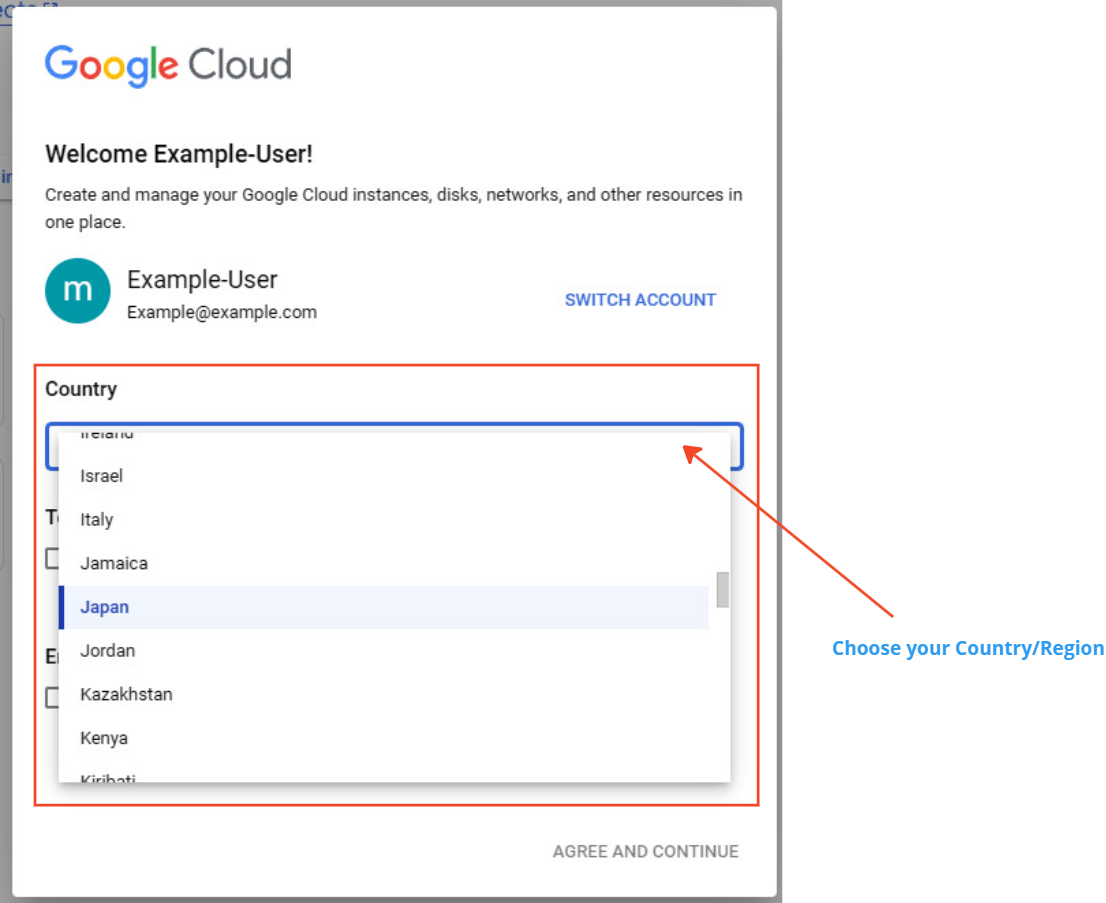 Google Cloud
Welcome Example-User!
Create and manage your Google Cloud instances, disks, networks, and other resources in
one place.
m
Example-User
Example@example.com
SWITCH ACCOUNT
Country
Ireland
Israel
Italy
Jamaica
Japan
Jordan
Kazakhstan
Kenya
Kiribati
Choose your Country/Region
AGREE AND CONTINUE